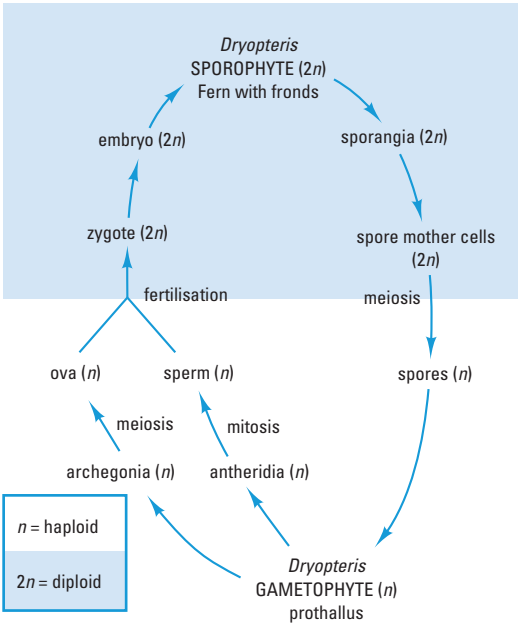 Dryopteris
SPOROPHYTE (2n)
Fern with fronds
embryo (2n)
sporangia (2n)
zygote (2n)
spore mother cells
(2n)
fertilisation
meiosis
ova (n)
sperm (n)
spores (n)
meiosis
mitosis
archegonia (n)
antheridia (n)
n = haploid
2n = diploid
Dryopteris
GAMETOPHYTE (n)
prothallus